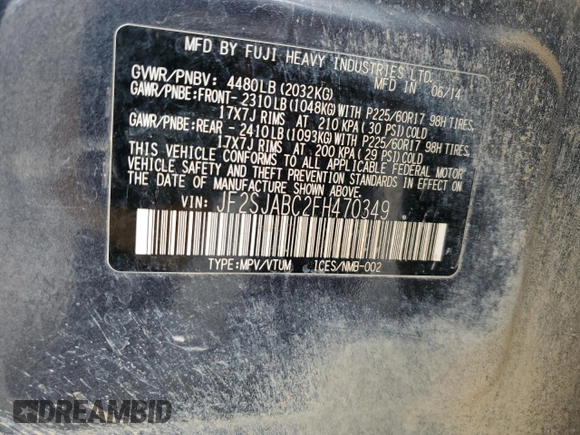 MFD BY FUJI HEAVY INDUSTRIES LTD.
MFD IN 06/14
GVWR/PNBV: 4480LB(2032KG)
GAWR/PNBE:FRONT- 2310LB(1048KG)WITH P225/60R17 98H TIRES,
17X7J RIMS AT 210 KPA(30 PSI)COLD
GAWR/PNBE:REAR - 2410LB(1093KG)WITH P225/60R17 98H TIRES,
17X7J RIMS AT 200 KPA(29 PSI)COLD
THIS VEHICLE CONFORMS TO ALL APPLICABLE FEDERAL MOTOR
VEHICLE SAFETY AND THEFT PREVENTION STANDARDS IN EFFECT ON
THE DATE OF MANUFACTURE SHOWN ABOVE.
VIN: JF2SJABC2FH470349
TYPE:MPV/VTUM ICES/NMB-002
DREAMBID